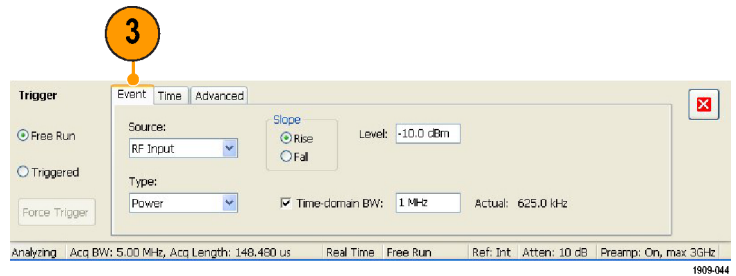 3
Trigger
Event Time Advanced
Free Run
Triggered
Force Trigger
Source:
RF Input
Slope
Rise
Fall
Level: -10.0 dBm
Type:
Power
Time-domain BW: 1 MHz Actual: 625.0 kHz
Analyzing Acq BW: 5.00 MHz, Acq Length: 148.480 us Real Time Free Run Ref: Int Atten: 10 dB Preamp: On, max 3GHz
1909-044